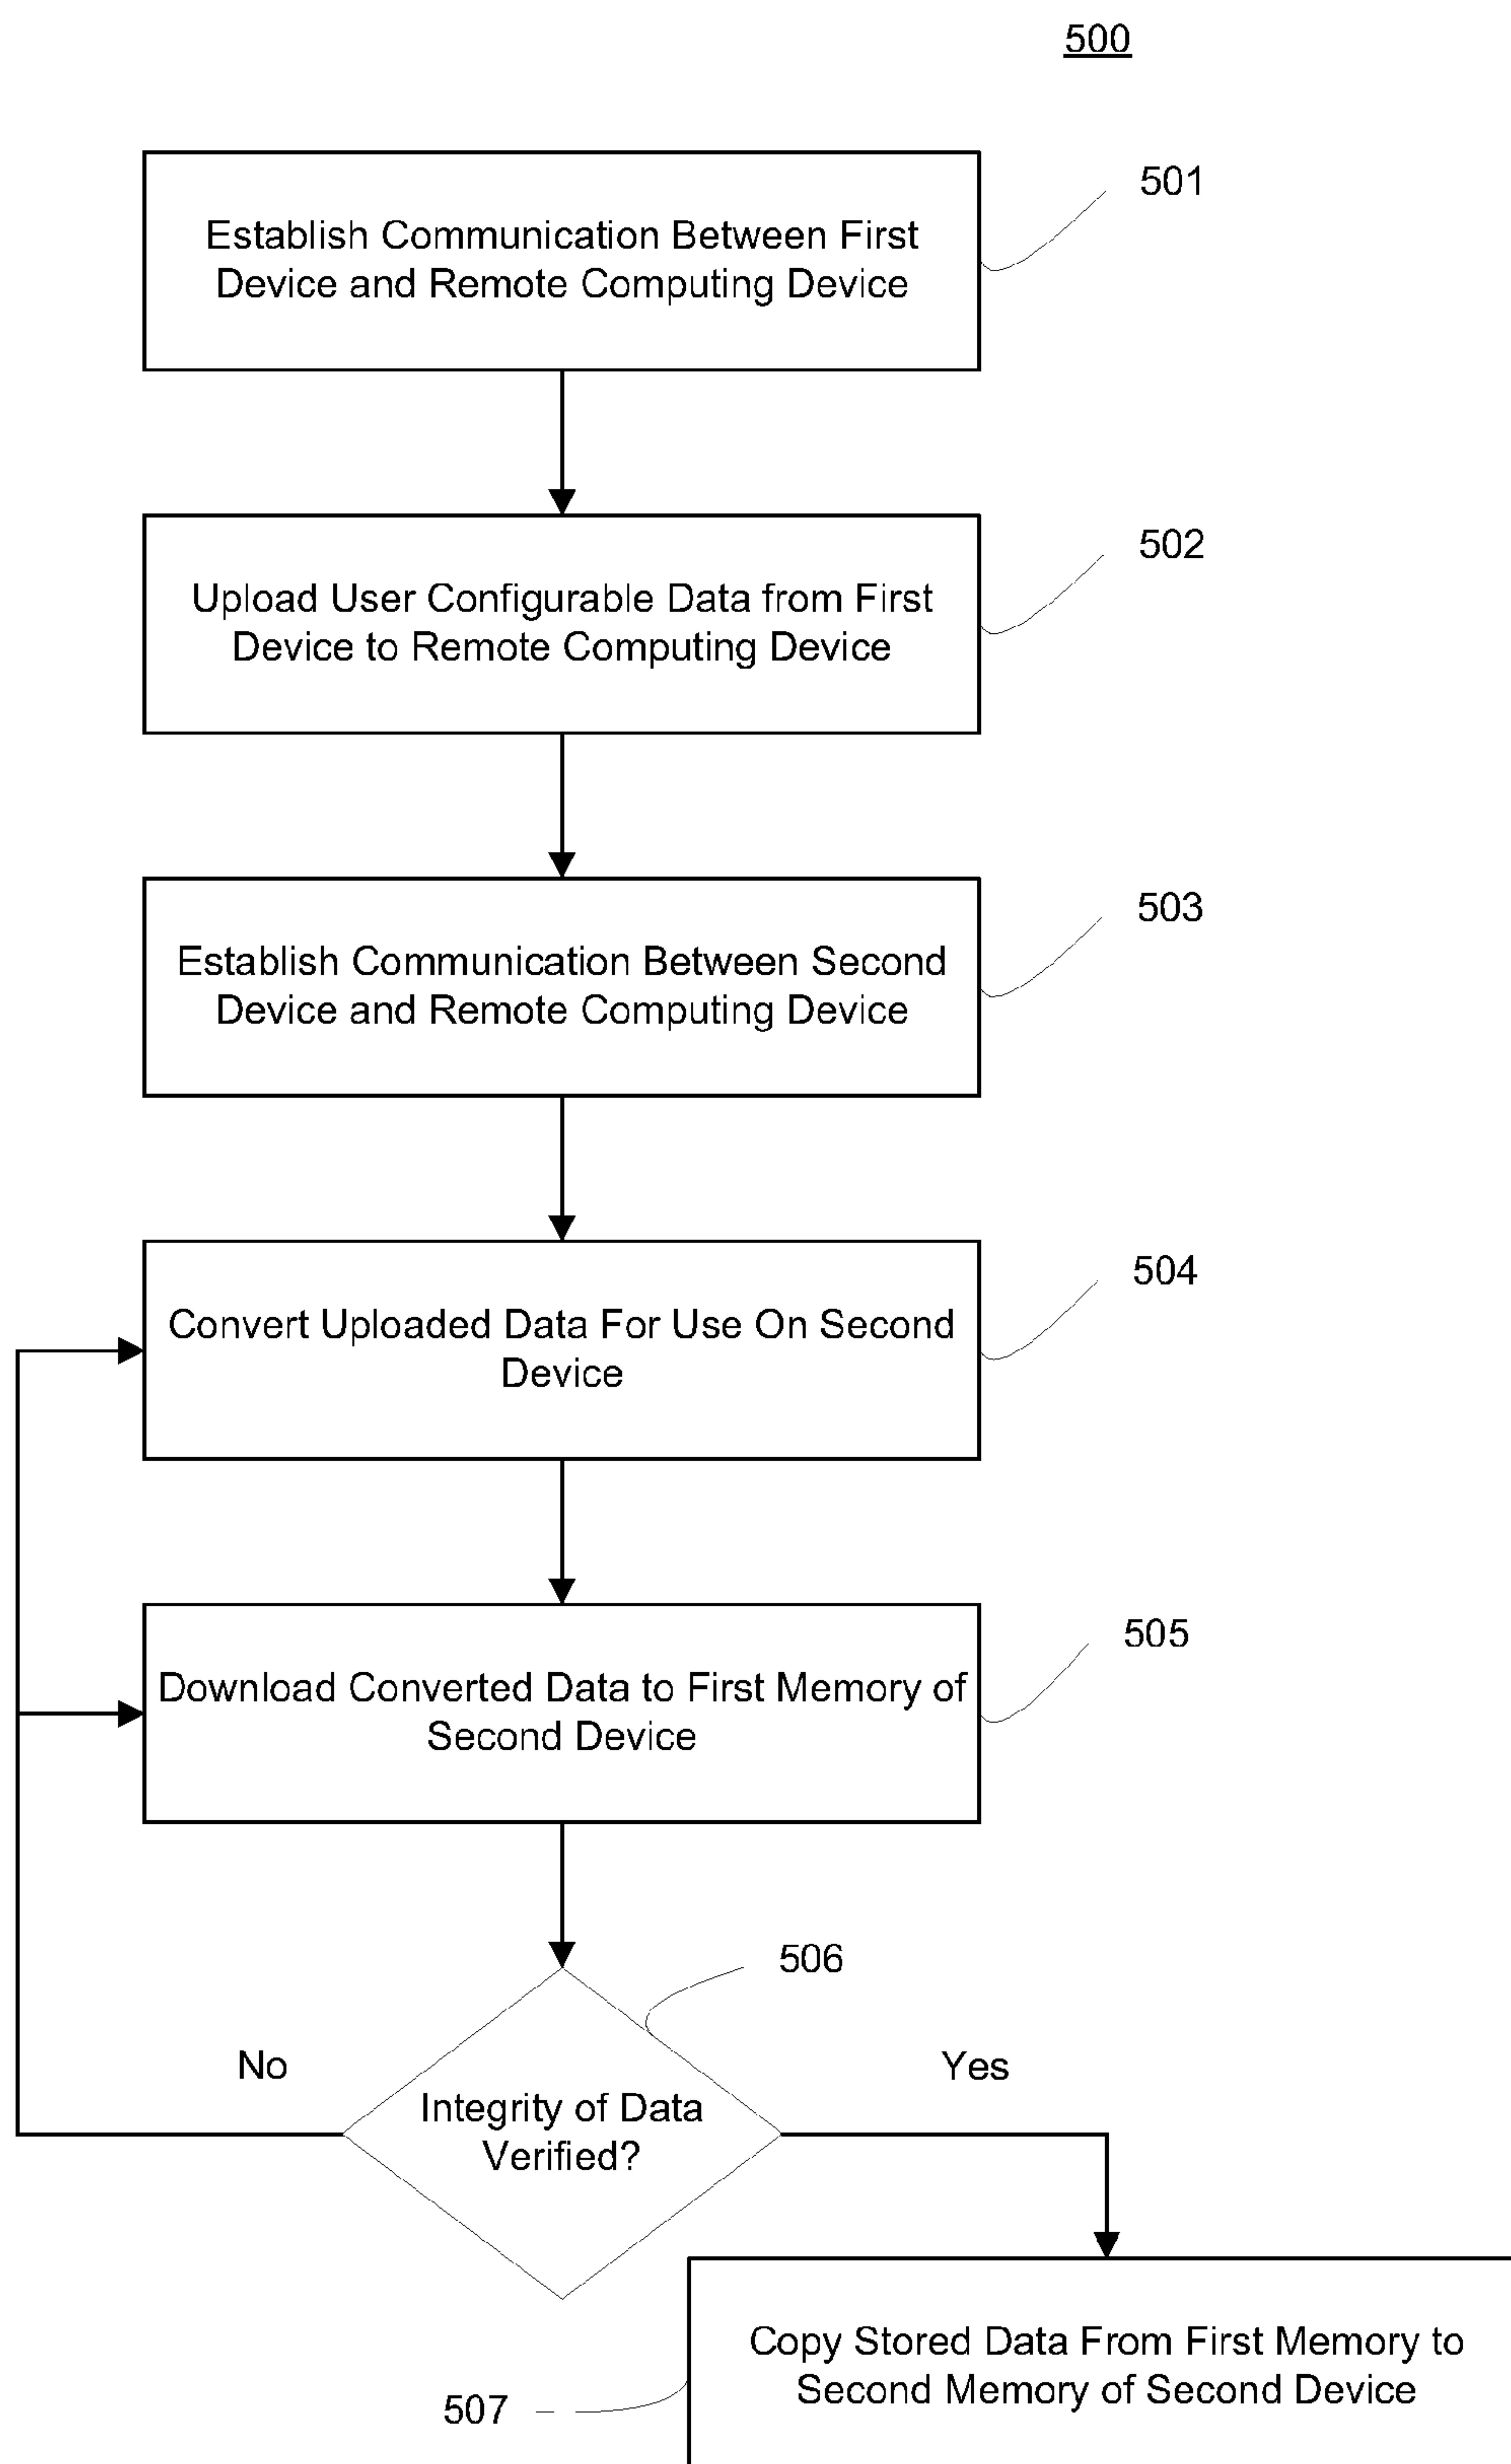 500
Establish Communication Between First
Device and Remote Computing Device
501
Upload User Configurable Data from First
Device to Remote Computing Device
502
Establish Communication Between Second
Device and Remote Computing Device
503
Convert Uploaded Data For Use On Second
Device
504
Download Converted Data to First Memory of
Second Device
505
506
No
Yes
Integrity of Data
Verified?
Copy Stored Data From First Memory to
Second Memory of Second Device
507